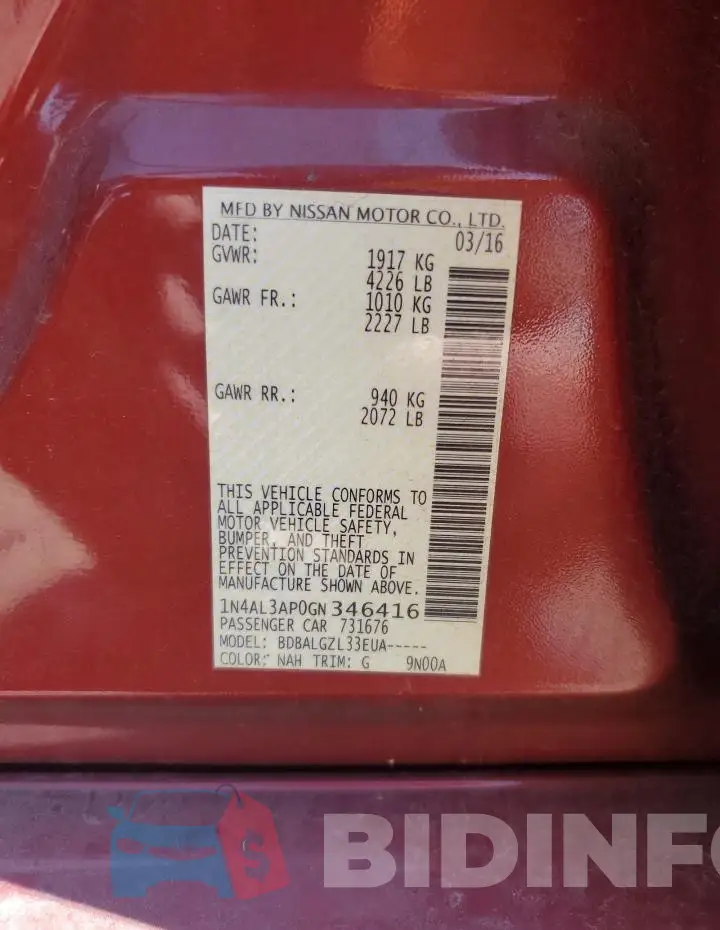 MFD BY NISSAN MOTOR CO., LTD.
DATE: 03/16
GVWR: 1917 KG
4226 LB
GAWR FR.: 1010 KG
2227 LB
GAWR RR.: 940 KG
2072 LB
THIS VEHICLE CONFORMS TO
ALL APPLICABLE FEDERAL
MOTOR VEHICLE SAFETY,
BUMPER, AND THEFT
PREVENTION STANDARDS IN
EFFECT ON THE DATE OF
MANUFACTURE SHOWN ABOVE.
1N4AL3AP0GN346416
PASSENGER CAR 731676
MODEL: BDBALGZL33EUA-----
COLOR: NAH TRIM: G 9N00A
$ BIDINFO